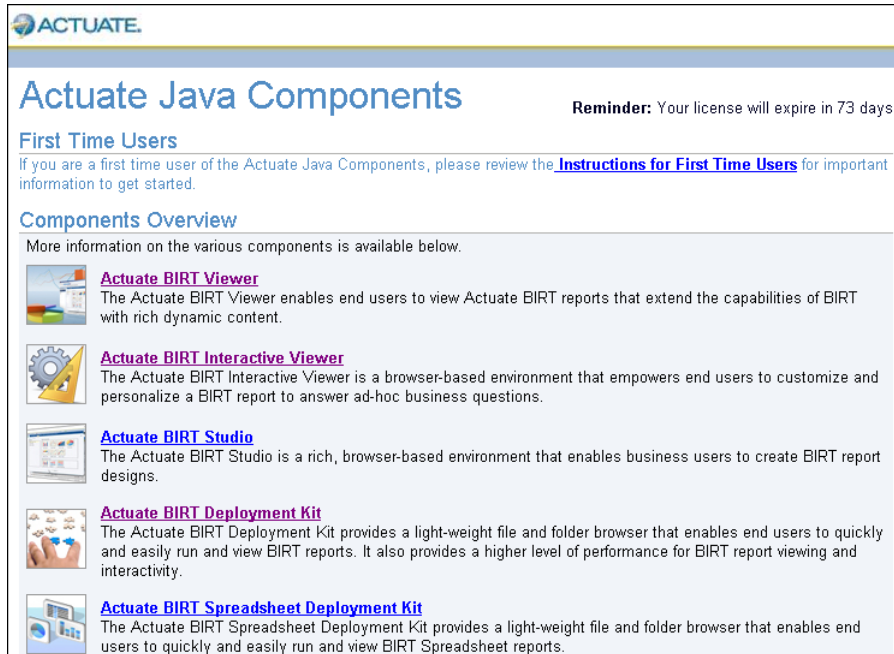 ACTUATE.
Actuate Java Components
Reminder: Your license will expire in 73 days
First Time Users
If you are a first time user of the Actuate Java Components, please review the Instructions for First Time Users for important
information to get started.
Components Overview
More information on the various components is available below.
Actuate BIRT Viewer
The Actuate BIRT Viewer enables end users to view Actuate BIRT reports that extend the capabilities of BIRT
with rich dynamic content.
Actuate BIRT Interactive Viewer
The Actuate BIRT Interactive Viewer is a browser-based environment that empowers end users to customize and
personalize a BIRT report to answer ad-hoc business questions.
Actuate BIRT Studio
The Actuate BIRT Studio is a rich, browser-based environment that enables business users to create BIRT report
designs.
Actuate BIRT Deployment Kit
The Actuate BIRT Deployment Kit provides a light-weight file and folder browser that enables end users to quickly
and easily run and view BIRT reports. It also provides a higher level of performance for BIRT report viewing and
interactivity.
Actuate BIRT Spreadsheet Deployment Kit
The Actuate BIRT Spreadsheet Deployment Kit provides a light-weight file and folder browser that enables end
users to quickly and easily run and view BIRT Spreadsheet reports.